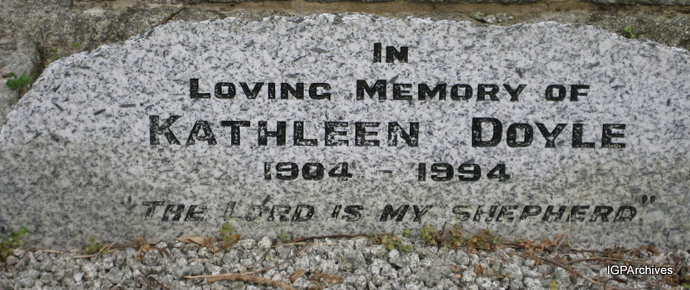 IN
LOVING MEMORY OF
KATHLEEN DOYLE
1904 - 1994
"THE LORD IS MY SHEPHERD"
IGPArchives